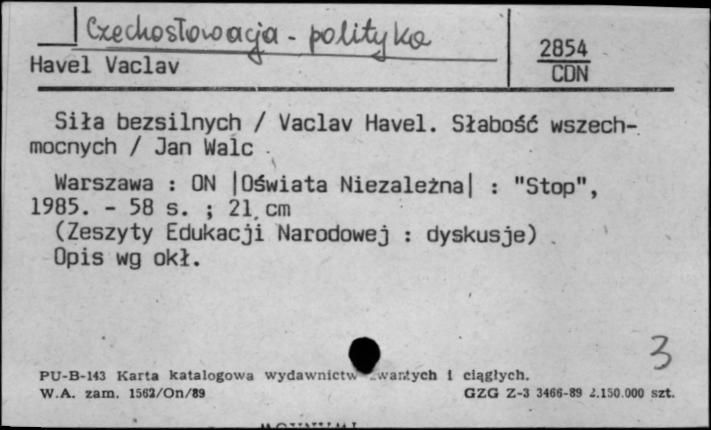 Czechosłowacja - polityka
2854
Havel Vaclav
CDN
Siła bezsilnych / Vaclav Havel. Słabość wszech-
mocnych / Jan Walc
Warszawa : ON |Oświata Niezależna| : "Stop",
1985. - 58 s. ; 21 cm
(Zeszyty Edukacji Narodowej : dyskusje)
Opis wg okł.
3
PU-B-143 Karta katalogowa wydawnictw i ciągłych.
W.A. zam. 1562/On/89 GZG Z-3 3466-89 2.150.000 szt.